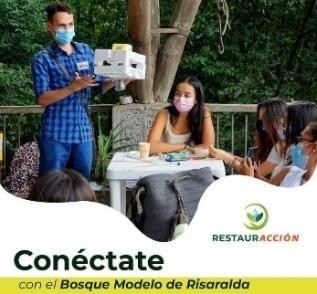 RESTAURACCIÓN
Conéctate
con el Bosque Modelo de Risaralda